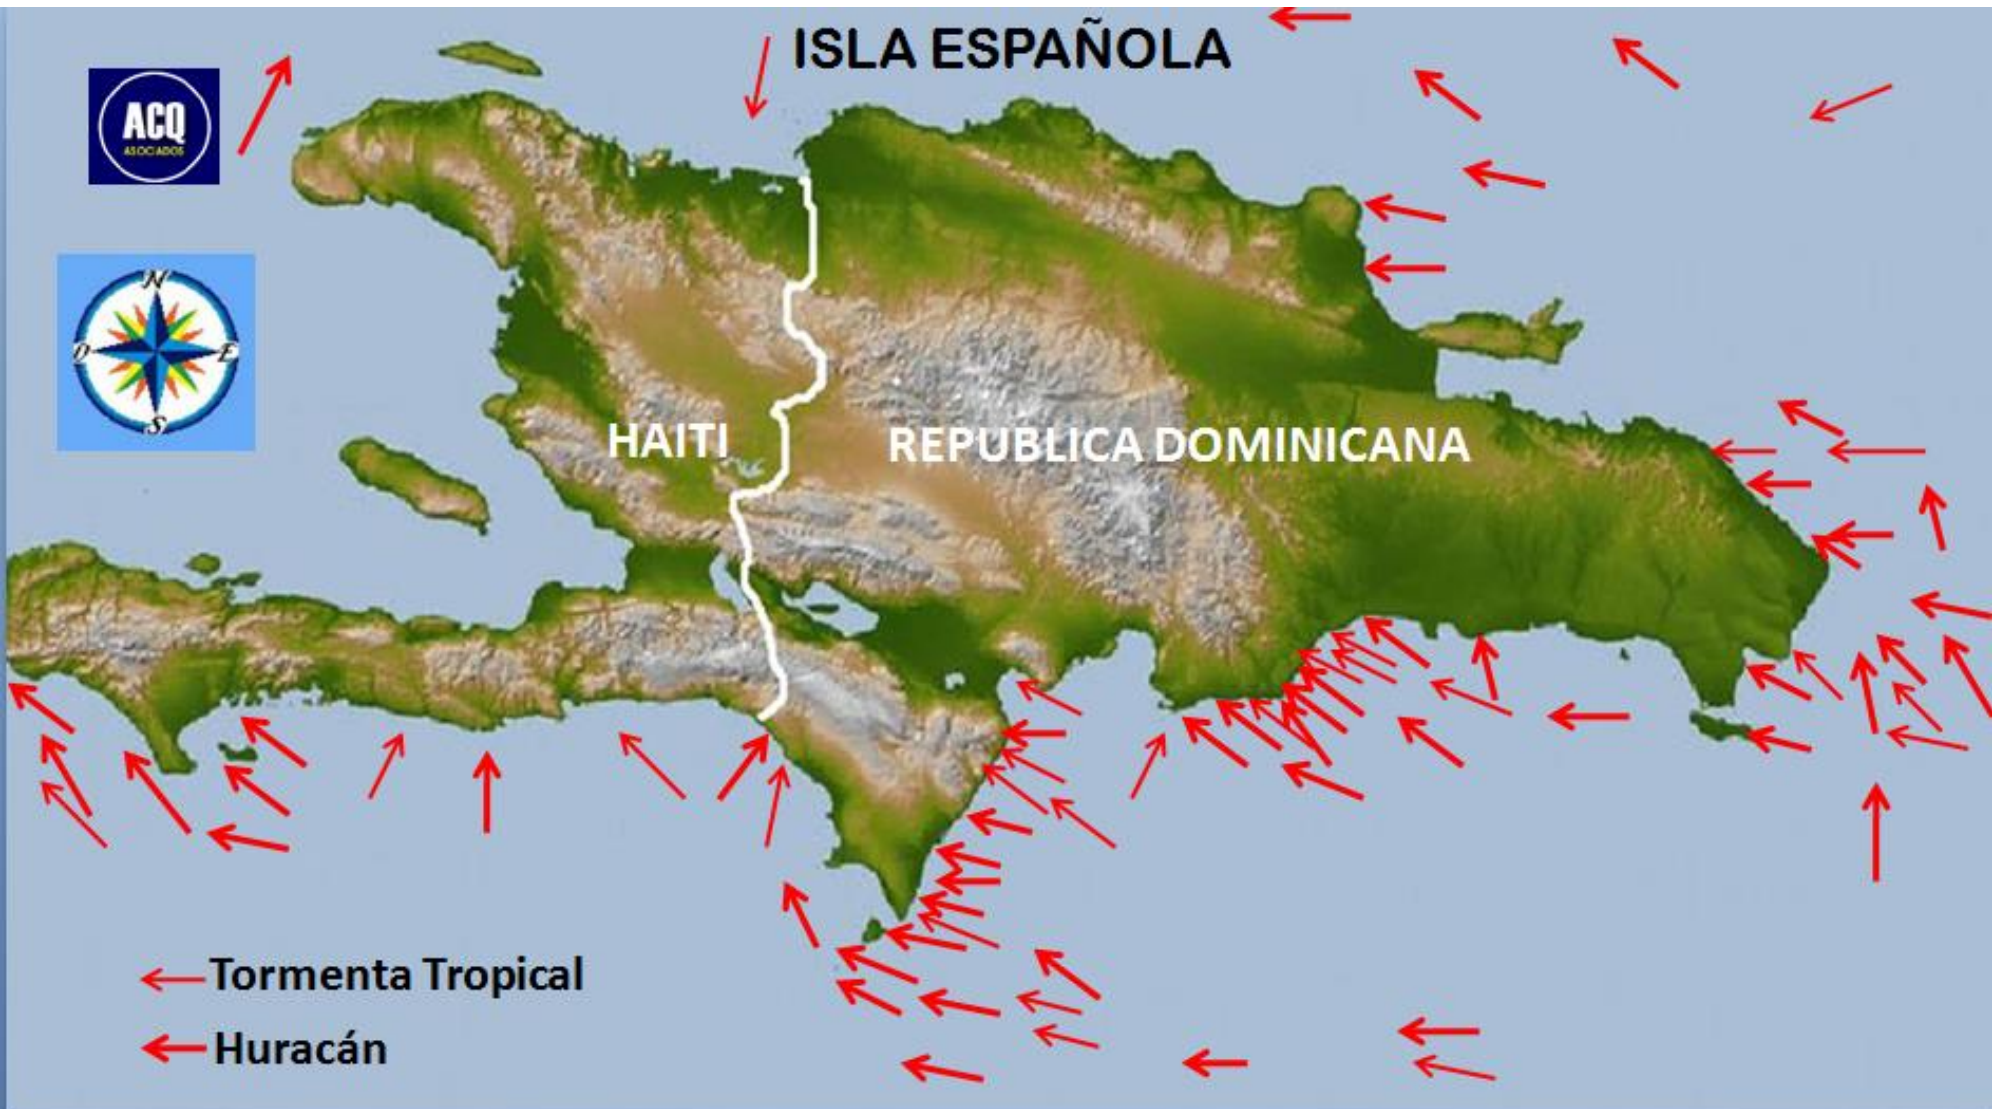 ISLA ESPAÑOLA
ACQ
ASOCIADOS
N
O E
S
HAITI
REPUBLICA DOMINICANA
Tormenta Tropical
Huracán